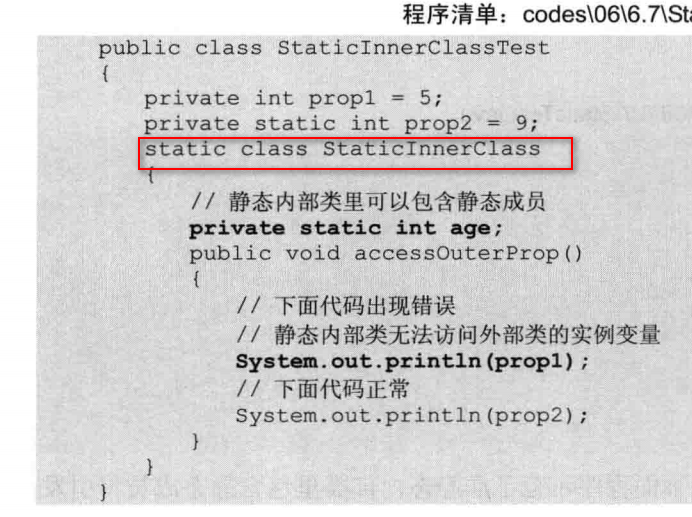 程序清单：codes\06\6.7\Sta
public class StaticInnerClassTest
{
private int prop1 = 5;
private static int prop2 = 9;
static class StaticInnerClass
{
// 静态内部类里可以包含静态成员
private static int age;
public void accessOuterProp()
{
// 下面代码出现错误
// 静态内部类无法访问外部类的实例变量
System.out.println(prop1);
// 下面代码正常
System.out.println(prop2);
}
}
}